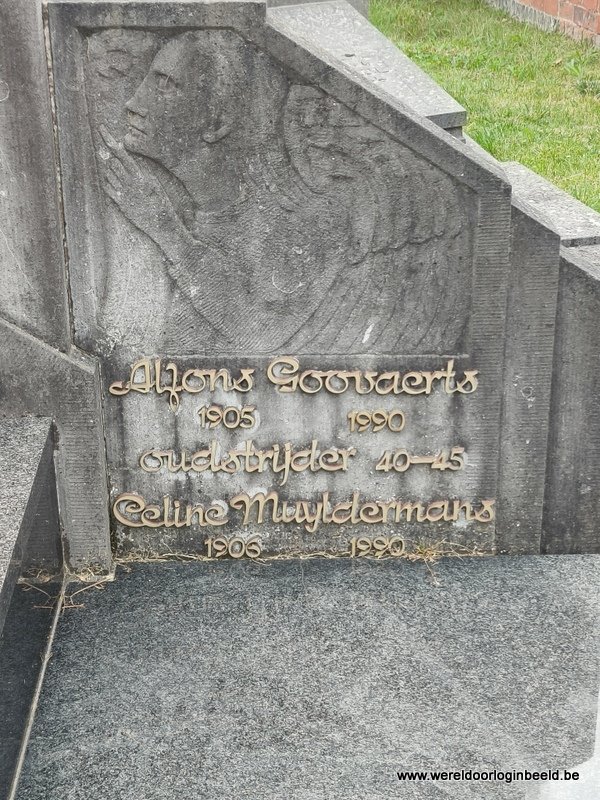 Alfons Goovaerts
1905 1990
oudstrijder 40-45
Celine Muyldermans
1906 1990
www.wereldoorloginbeeld.be